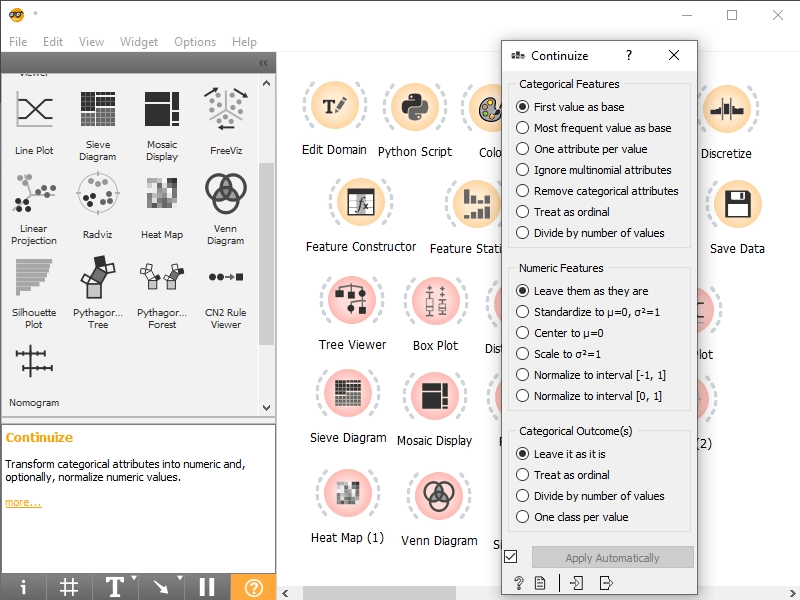 *
File Edit View Widget Options Help
Line Plot
Sieve
Diagram
Mosaic
Display
FreeViz
Linear
Projection
Radviz
Heat Map
Venn
Diagram
Silhouette
Plot
Pythagor...
Tree
Pythagor...
Forest
CN2 Rule
Viewer
Nomogram
Continuize
Transform categorical attributes into numeric and,
optionally, normalize numeric values.
more...
Edit Domain
Python Script
Discretize
Feature Constructor
Save Data
Tree Viewer
Box Plot
Sieve Diagram
Mosaic Display
(2)
Heat Map (1)
Venn Diagram
Continuize
?
Categorical Features
First value as base
Most frequent value as base
One attribute per value
Ignore multinomial attributes
Remove categorical attributes
Treat as ordinal
Divide by number of values
Numeric Features
Leave them as they are
Standardize to μ=0, σ²=1
Center to μ=0
Scale to σ²=1
Normalize to interval [-1, 1]
Normalize to interval [0, 1]
Categorical Outcome(s)
Leave it as it is
Treat as ordinal
Divide by number of values
One class per value
Apply Automatically